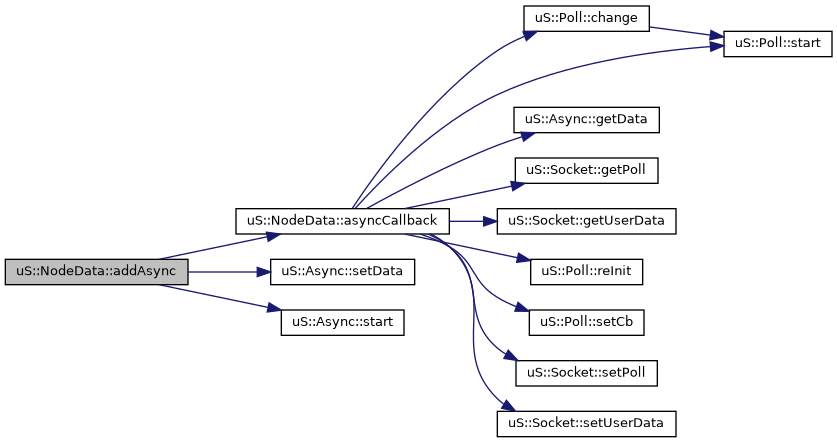 uS::Poll::change
uS::Poll::start
uS::Async::getData
uS::Socket::getPoll
uS::NodeData::asyncCallback
uS::Socket::getUserData
uS::NodeData::addAsync
uS::Async::setData
uS::Poll::reInit
uS::Async::start
uS::Poll::setCb
uS::Socket::setPoll
uS::Socket::setUserData